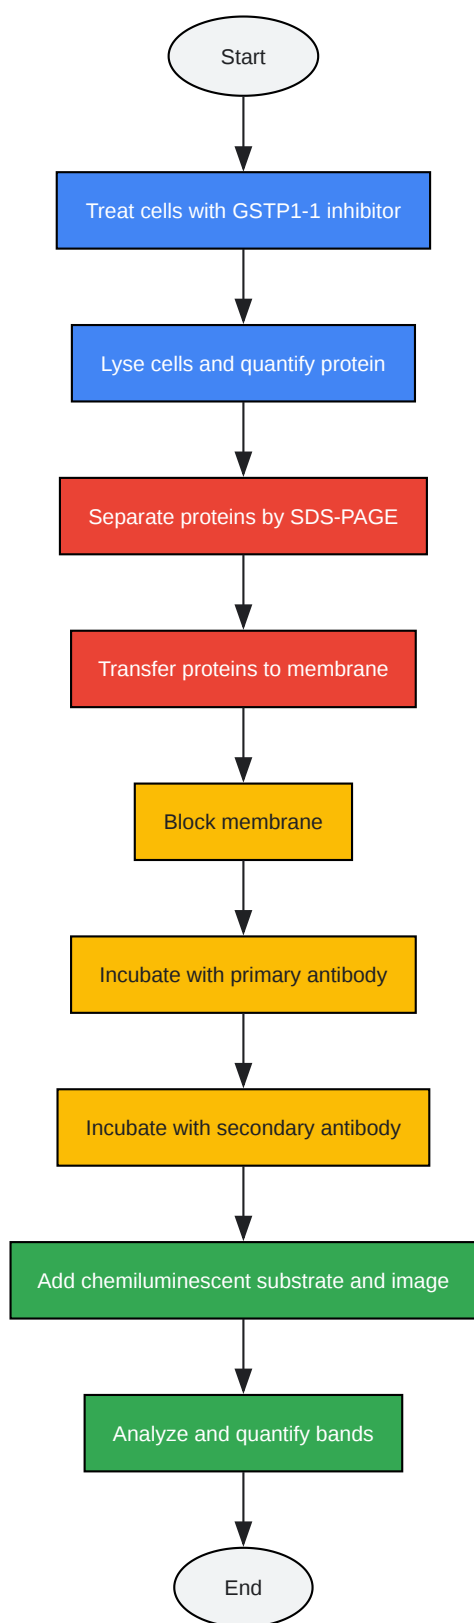 Start
Treat cells with GSTP1-1 inhibitor
Lyse cells and quantify protein
Separate proteins by SDS-PAGE
Transfer proteins to membrane
Block membrane
Incubate with primary antibody
Incubate with secondary antibody
Add chemiluminescent substrate and image
Analyze and quantify bands
End